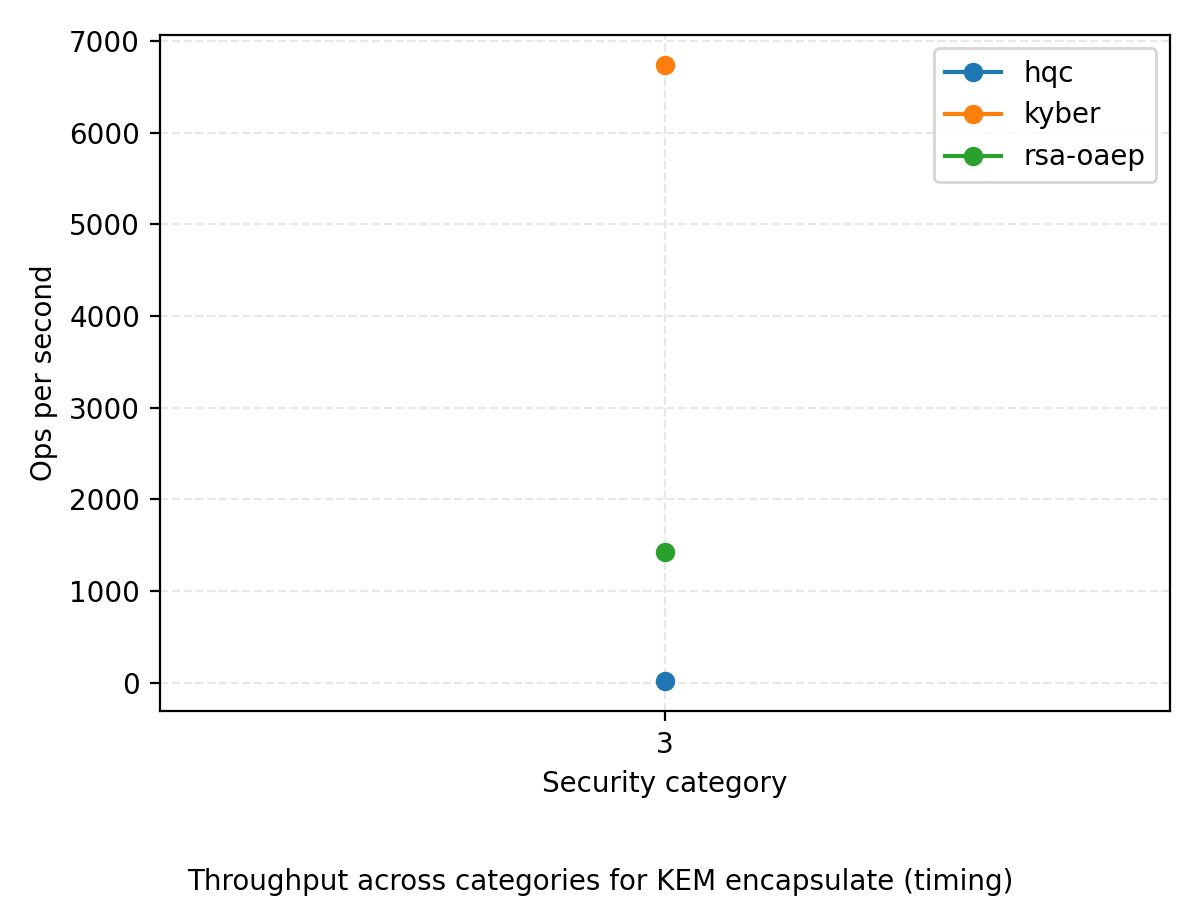 7000
6000
5000
4000
3000
2000
1000
0
Ops per second
hqc
kyber
rsa-oaep
3
Security category
Throughput across categories for KEM encapsulate (timing)